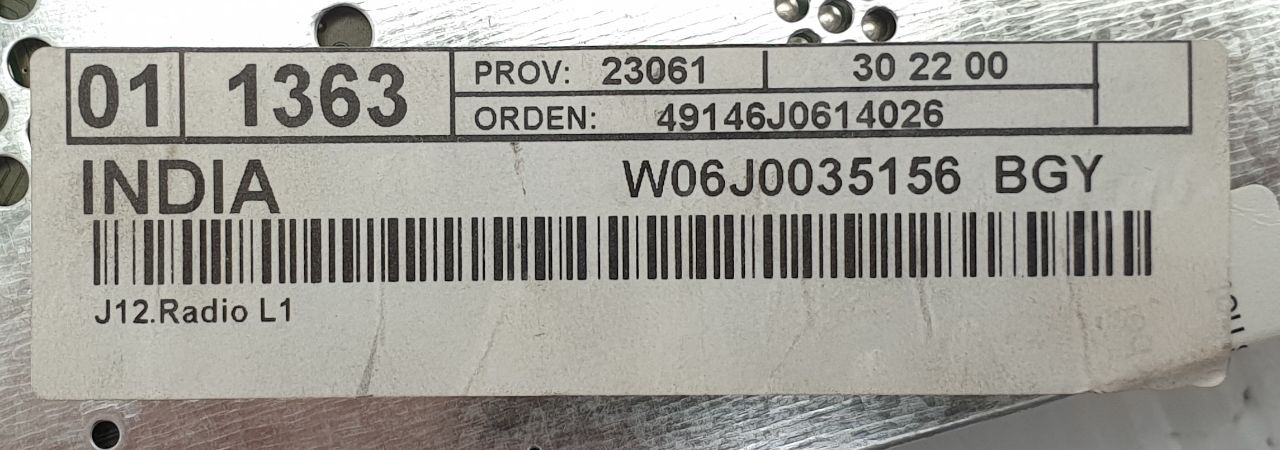 01 1363 PROV: 23061 30 22 00
ORDEN: 49146J0614026
INDIA W06J0035156 BGY
J12.Radio L1